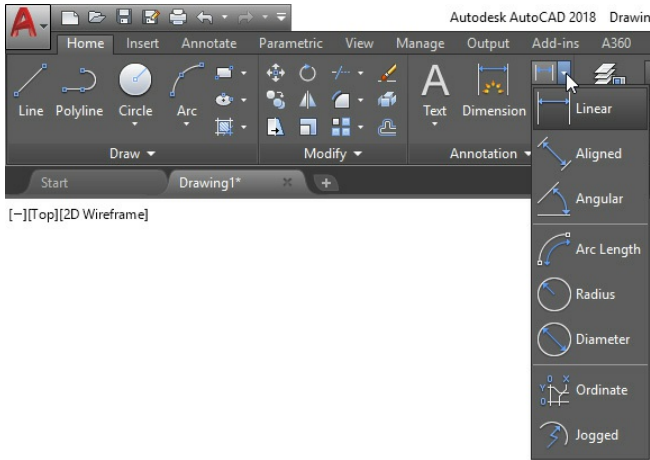 Autodesk AutoCAD 2018 Drawin
Home Insert Annotate Parametric View Manage Output Add-ins A360
Line Polyline Circle Arc Text Dimension
Draw Modify Annotation
Start Drawing1*
[−][Top][2D Wireframe]
Linear
Aligned
Angular
Arc Length
Radius
Diameter
Ordinate
Jogged